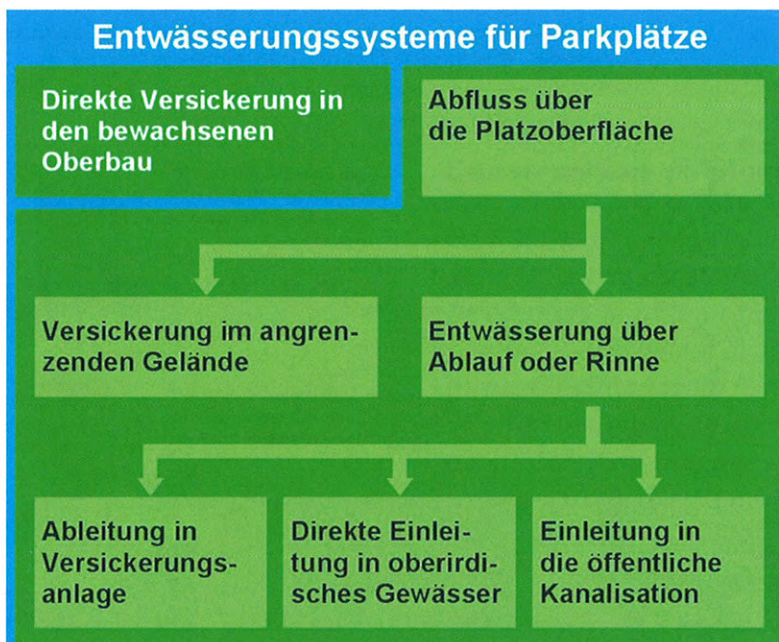 Entwässerungssysteme für Parkplätze
Direkte Versickerung in
den bewachsenen
Oberbau
Abfluss über
die Platzoberfläche
Versickerung im angren-
zenden Gelände
Entwässerung über
Ablauf oder Rinne
Ableitung in
Versickerungs-
anlage
Direkte Einlei-
tung in oberirdi-
sches Gewässer
Einleitung in
die öffentliche
Kanalisation